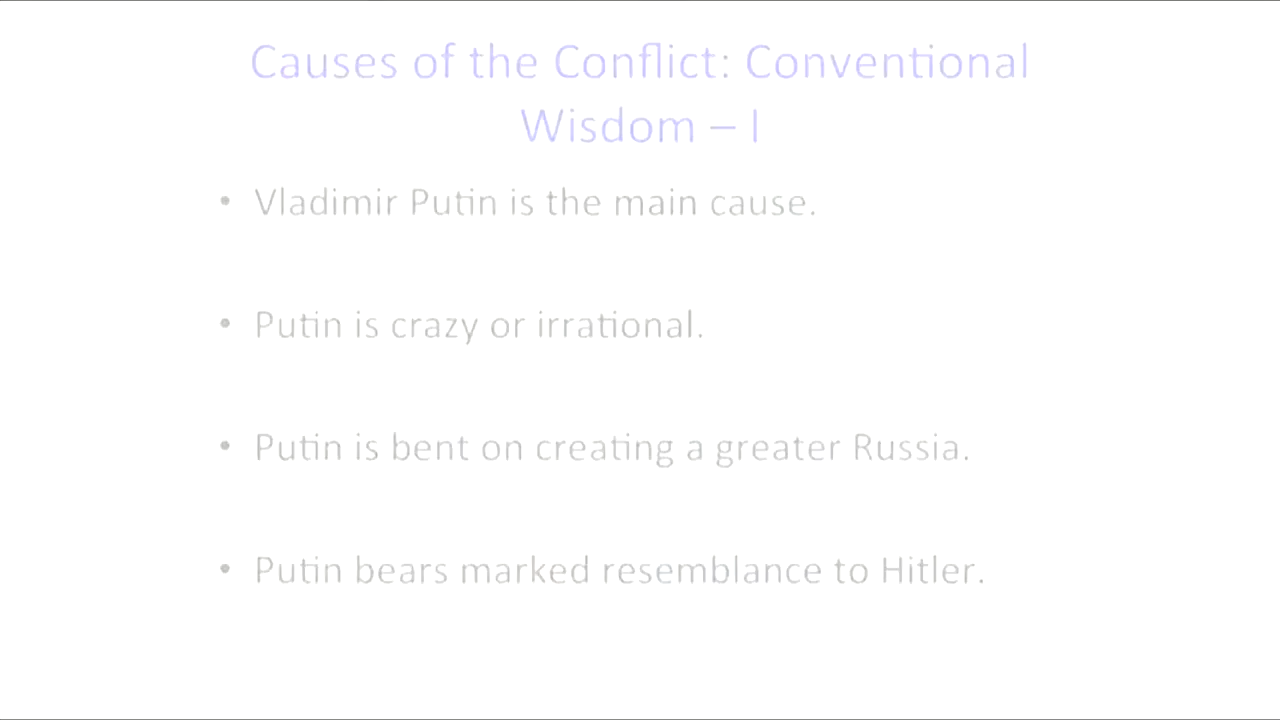 Causes of the Conflict: Conventional
Wisdom – I
• Vladimir Putin is the main cause.
• Putin is crazy or irrational.
• Putin is bent on creating a greater Russia.
• Putin bears marked resemblance to Hitler.